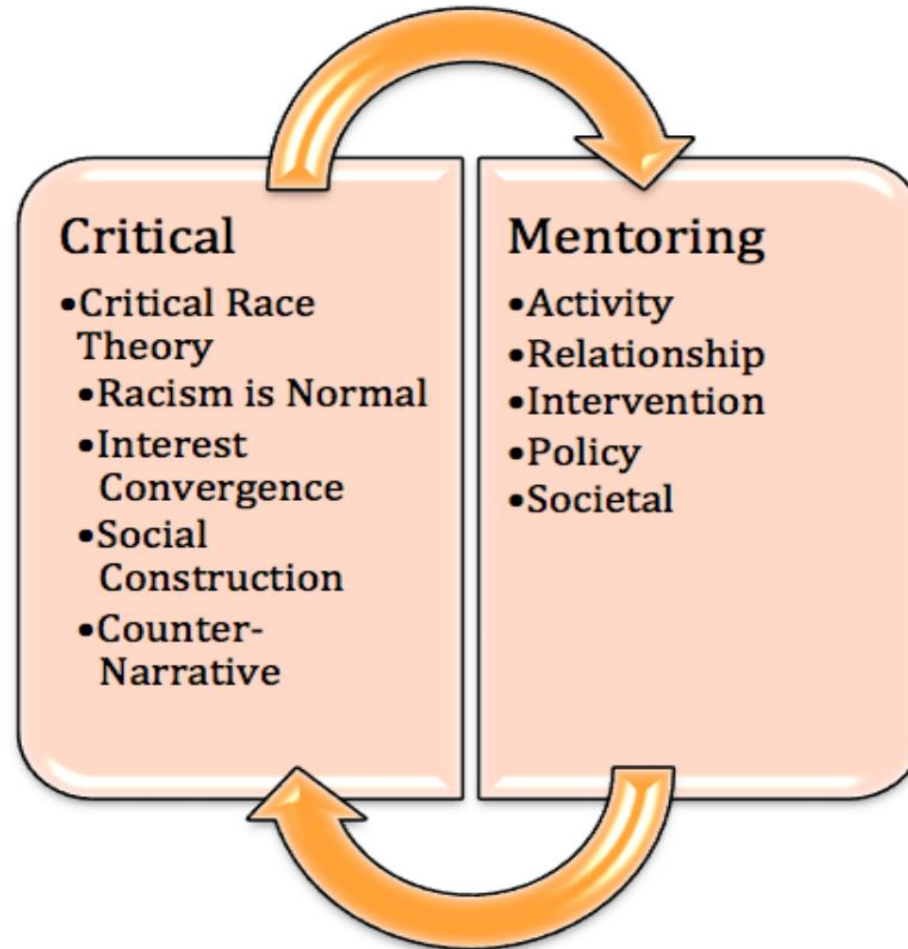 Critical
•Critical Race
Theory
•Racism is Normal
•Interest
Convergence
•Social
Construction
•Counter-
Narrative
Mentoring
•Activity
•Relationship
•Intervention
•Policy
•Societal